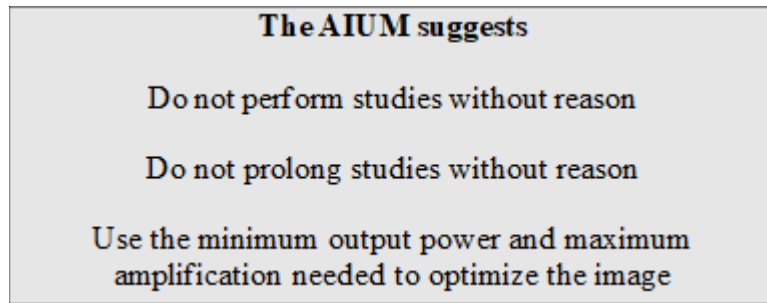 The AIUM suggests
Do not perform studies without reason
Do not prolong studies without reason
Use the minimum output power and maximum
amplification needed to optimize the image